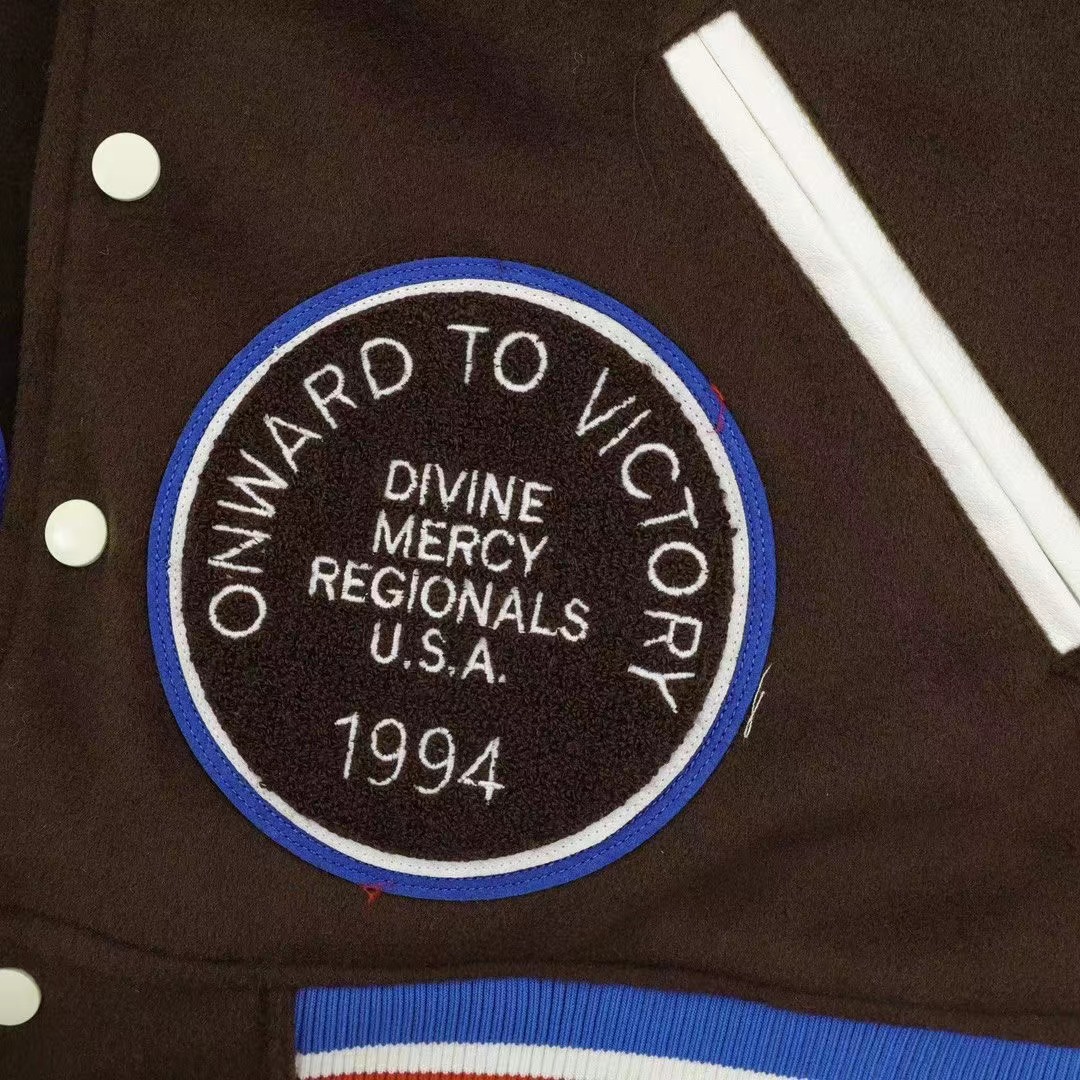 ONWARD TO VICTORY
DIVINE
MERCY
REGIONALS
U.S.A.
1994